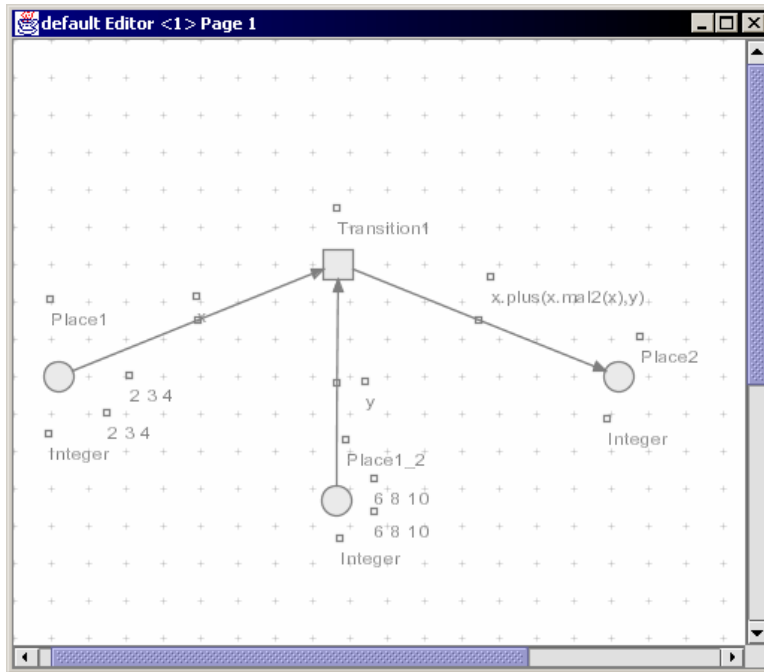 default Editor <1> Page 1
Transition1
x.plus(x.mal2(x),y)
Place1
x
Place2
2 3 4
y
2 3 4
Integer
Integer
Place1_2
6 8 10
6 8 10
Integer